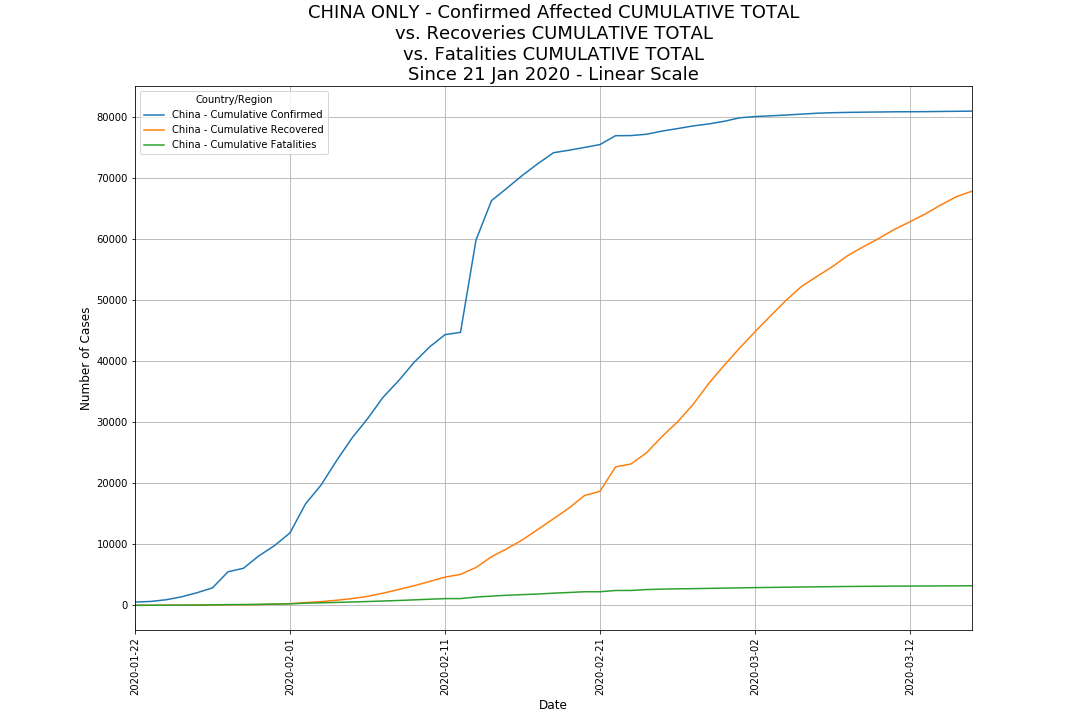 CHINA ONLY - Confirmed Affected CUMULATIVE TOTAL
vs. Recoveries CUMULATIVE TOTAL
vs. Fatalities CUMULATIVE TOTAL
Since 21 Jan 2020 - Linear Scale
Country/Region
China - Cumulative Confirmed
China - Cumulative Recovered
China - Cumulative Fatalities
80000
70000
60000
50000
40000
30000
20000
10000
0
Number of Cases
2020-01-22
2020-02-01
2020-02-11
2020-02-21
2020-03-02
2020-03-12
Date